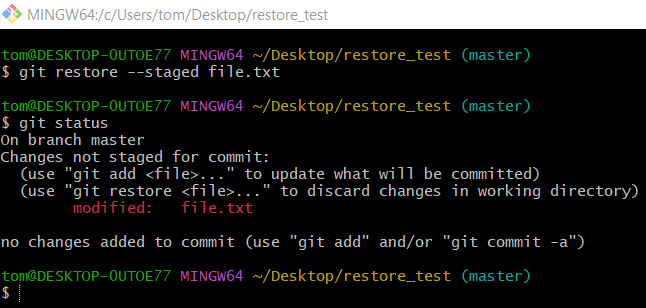 MINGW64:/c/Users/tom/Desktop/restore_test
tom@DESKTOP-OUTOE77 MINGW64 ~/Desktop/restore_test (master)
$ git restore --staged file.txt
tom@DESKTOP-OUTOE77 MINGW64 ~/Desktop/restore_test (master)
$ git status
On branch master
Changes not staged for commit:
  (use "git add <file>..." to update what will be committed)
  (use "git restore <file>..." to discard changes in working directory)
        modified:   file.txt
no changes added to commit (use "git add" and/or "git commit -a")
tom@DESKTOP-OUTOE77 MINGW64 ~/Desktop/restore_test (master)
$